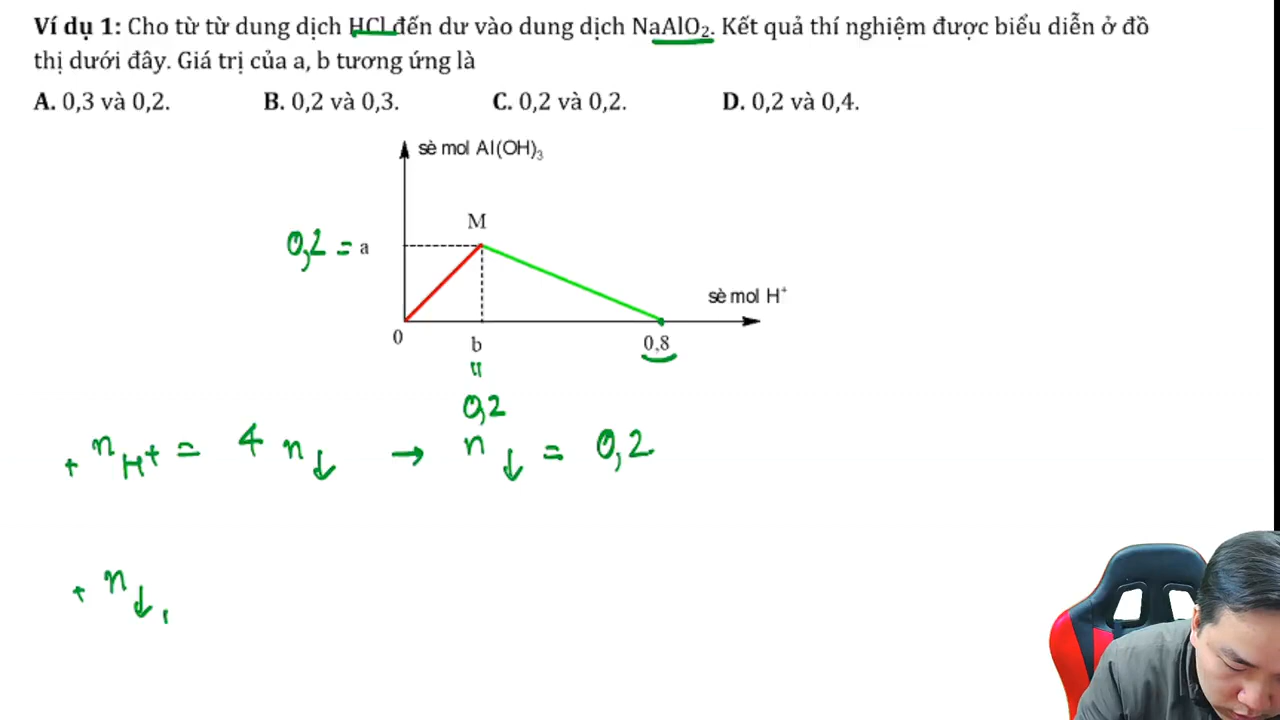 Ví dụ 1: Cho từ từ dung dịch HCl đến dư vào dung dịch NaAlO₂. Kết quả thí nghiệm được biểu diễn ở đồ
thị dưới đây. Giá trị của a, b tương ứng là
A. 0,3 và 0,2. B. 0,2 và 0,3. C. 0,2 và 0,2. D. 0,2 và 0,4.
sè mol Al(OH)₃
M
0,2 = a
sè mol H⁺
0 b 0,8
"
0,2
+ n H+ = 4 n↓ → n↓ = 0,2
+ n↓